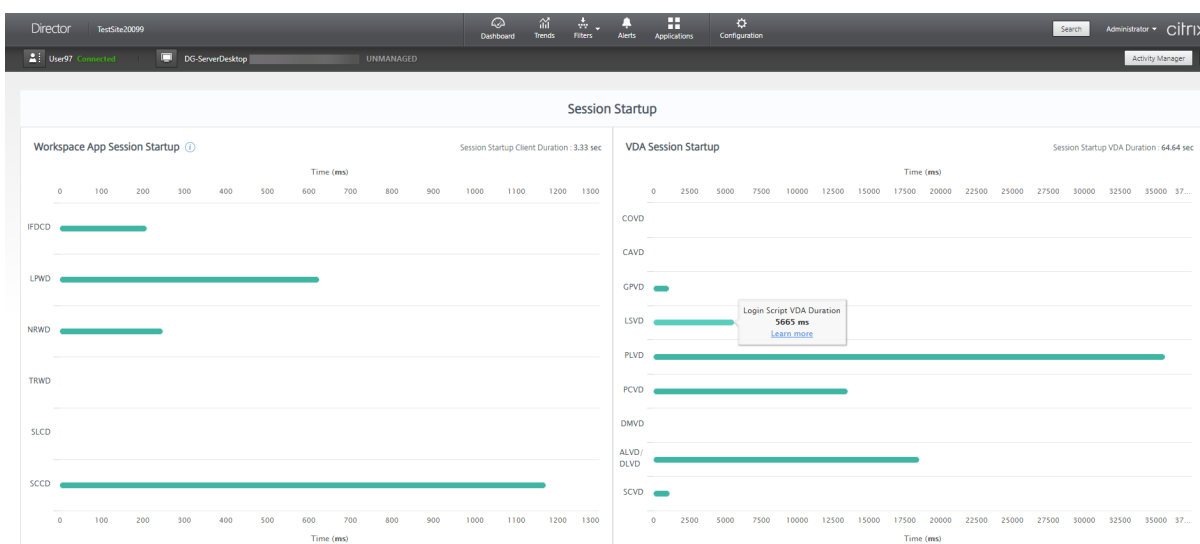 Director TestSite20099 Dashboard Trends Filters Alerts Applications Configuration Search Administrator citrix
User97 Connected DG-ServerDesktop UNMANAGED Activity Manager
Session Startup
Workspace App Session Startup Session Startup Client Duration : 3.33 sec
Time (ms)
0 100 200 300 400 500 600 700 800 900 1000 1100 1200 1300
IFDCD
LPWD
NRWD
TRWD
SLCD
SCCD
0 100 200 300 400 500 600 700 800 900 1000 1100 1200 1300
Time (ms)
VDA Session Startup Session Startup VDA Duration : 64.64 sec
Time (ms)
0 2500 5000 7500 10000 12500 15000 17500 20000 22500 25000 27500 30000 32500 35000 37...
COVD
CAVD
GPVD
LSVD
Login Script VDA Duration
5665 ms
Learn more
PLVD
PCVD
DMVD
ALVD/
DLVD
SCVD
0 2500 5000 7500 10000 12500 15000 17500 20000 22500 25000 27500 30000 32500 35000 37...
Time (ms)